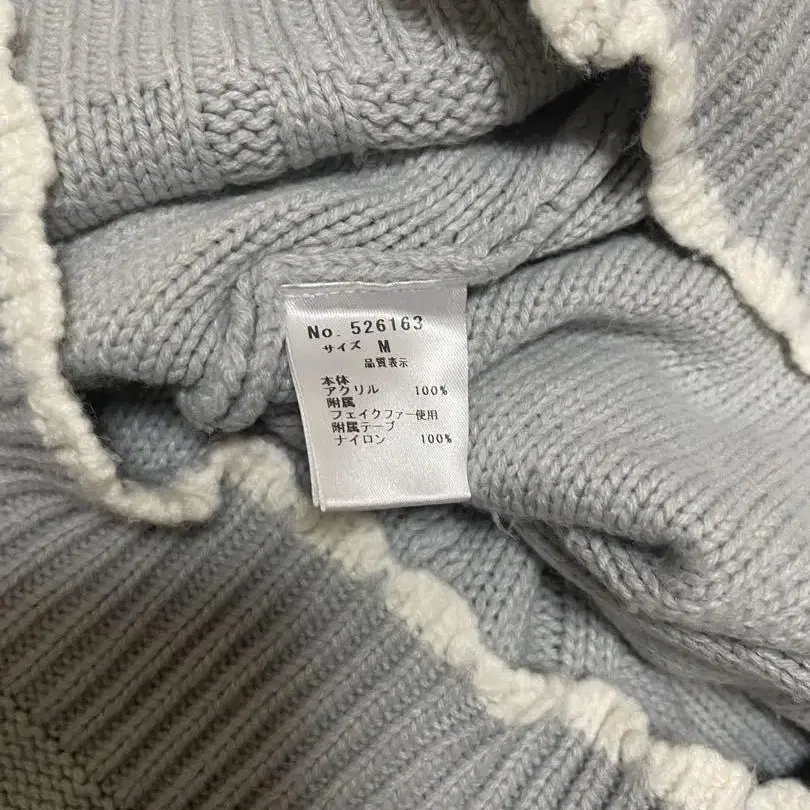 No. 526163
サイズ M
品質表示
本体
アクリル 100%
附属
フェイクファー使用
附属テープ
ナイロン 100%